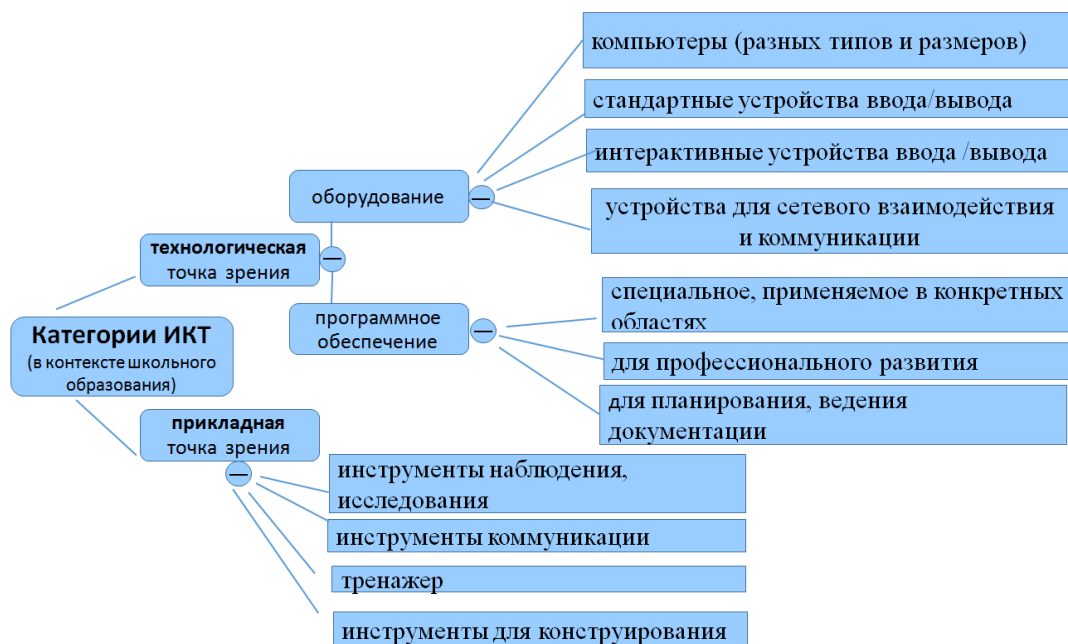 компьютеры (разных типов и размеров)
стандартные устройства ввода/вывода
интерактивные устройства ввода /вывода
оборудование
устройства для сетевого взаимодействия
и коммуникации
технологическая
точка зрения
специальное, применяемое в конкретных
областях
программное
обеспечение
Категории ИКТ
(в контексте школьного
образования)
для профессионального развития
для планирования, ведения
документации
прикладная
точка зрения
инструменты наблюдения,
исследования
инструменты коммуникации
тренажер
инструменты для конструирования